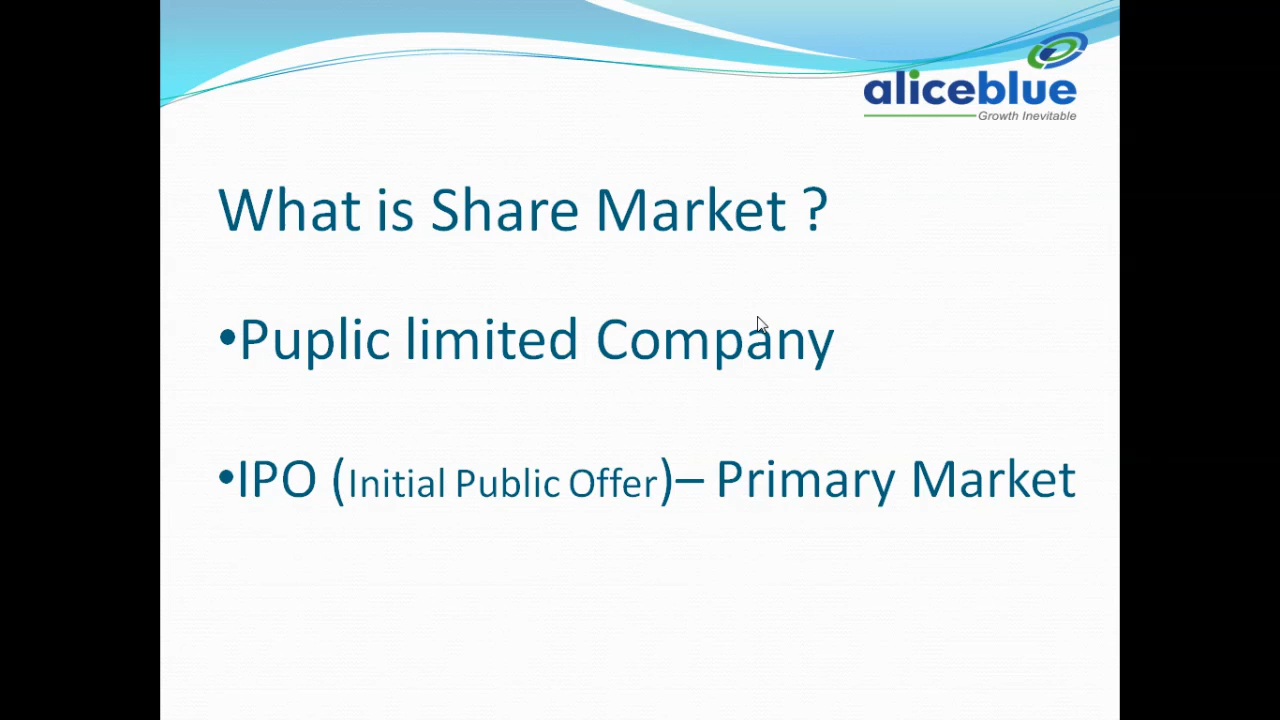 aliceblue
Growth Inevitable
What is Share Market ?
•Puplic limited Company
•IPO (Initial Public Offer)– Primary Market